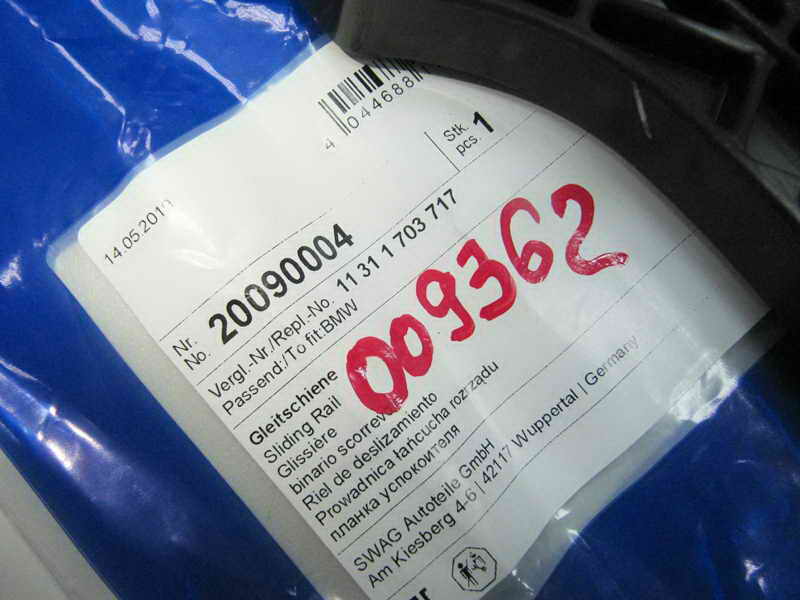 4 044688
Stk. 1
pcs.
14.05.2010
Nr. 20090004
No.
Vergl.-Nr./Repl.-No. 11 31 1 703 717
Passend:/To fit:BMW
009362
Gleitschiene
Sliding Rail
Glissière
binario scorrev
Riel de deslizamiento
Prowadnica łańcucha rozrządu
планка успокоителя
SWAG Autoteile GmbH
Am Kiesberg 4-6 | 42117 Wuppertal | Germany